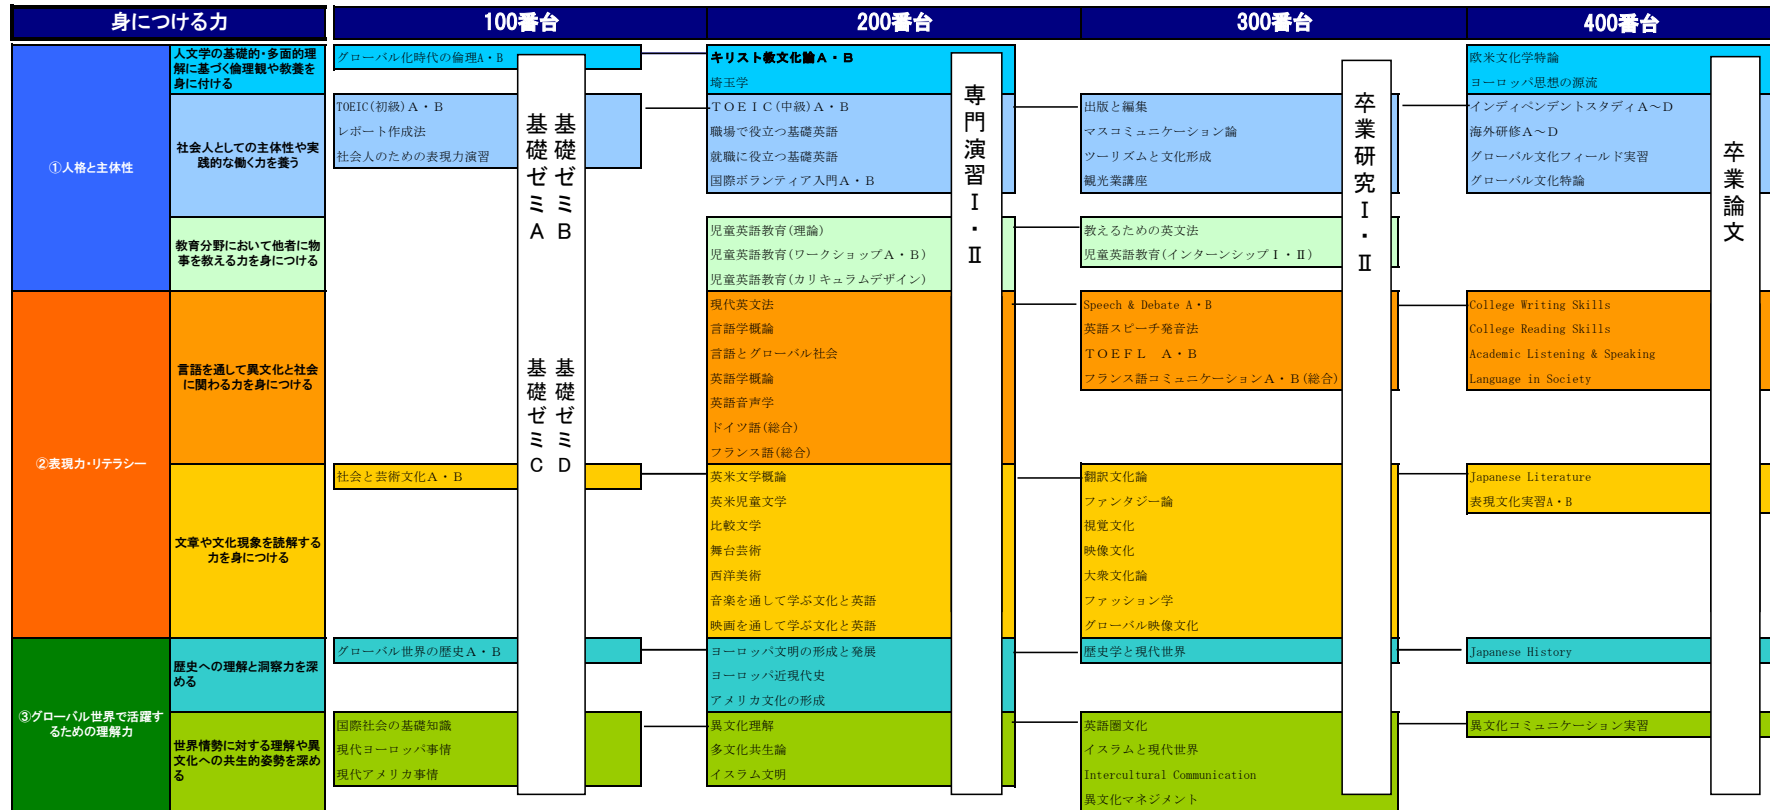 身につける力
100番台
200番台
300番台
400番台
①人格と主体性
人文学の基礎的・多面的理
解に基づく倫理観や教養を
身に付ける
グローバル化時代の倫理A・B
キリスト教文化論A・B
埼玉学
欧米文化学特論
ヨーロッパ思想の源流
社会人としての主体性や実
践的な働く力を養う
TOEIC(初級)A・B
レポート作成法
社会人のための表現力演習
TOEIC(中級)A・B
職場で役立つ基礎英語
就職に役立つ基礎英語
国際ボランティア入門A・B
出版と編集
マスコミュニケーション論
ツーリズムと文化形成
観光業講座
インディペンデントスタディA～D
海外研修A～D
グローバル文化フィールド実習
グローバル文化特論
教育分野において他者に物
事を教える力を身につける
児童英語教育(理論)
児童英語教育(ワークショップA・B)
児童英語教育(カリキュラムデザイン)
教えるための英文法
児童英語教育(インターンシップⅠ・Ⅱ)
②表現力・リテラシー
言語を通して異文化と社会
に関わる力を身につける
現代英文法
言語学概論
言語とグローバル社会
英語学概論
英語音声学
ドイツ語(総合)
フランス語(総合)
Speech & Debate A・B
英語スピーチ発音法
TOEFL A・B
フランス語コミュニケーションA・B(総合)
College Writing Skills
College Reading Skills
Academic Listening & Speaking
Language in Society
文章や文化現象を読解する
力を身につける
社会と芸術文化A・B
英米文学概論
英米児童文学
比較文学
舞台芸術
西洋美術
音楽を通して学ぶ文化と英語
映画を通して学ぶ文化と英語
翻訳文化論
ファンタジー論
視覚文化
映像文化
大衆文化論
ファッション学
グローバル映像文化
Japanese Literature
表現文化実習A・B
③グローバル世界で活躍す
るための理解力
歴史への理解と洞察力を深
める
グローバル世界の歴史A・B
ヨーロッパ文明の形成と発展
ヨーロッパ近現代史
アメリカ文化の形成
歴史学と現代世界
Japanese History
世界情勢に対する理解や異
文化への共生的姿勢を深め
る
国際社会の基礎知識
現代ヨーロッパ事情
現代アメリカ事情
異文化理解
多文化共生論
イスラム文明
英語圏文化
イスラムと現代世界
Intercultural Communication
異文化マネジメント
異文化コミュニケーション実習
基礎ゼミA
基礎ゼミB
基礎ゼミC
基礎ゼミD
専門演習Ⅰ・Ⅱ
卒業研究Ⅰ・Ⅱ
卒業論文